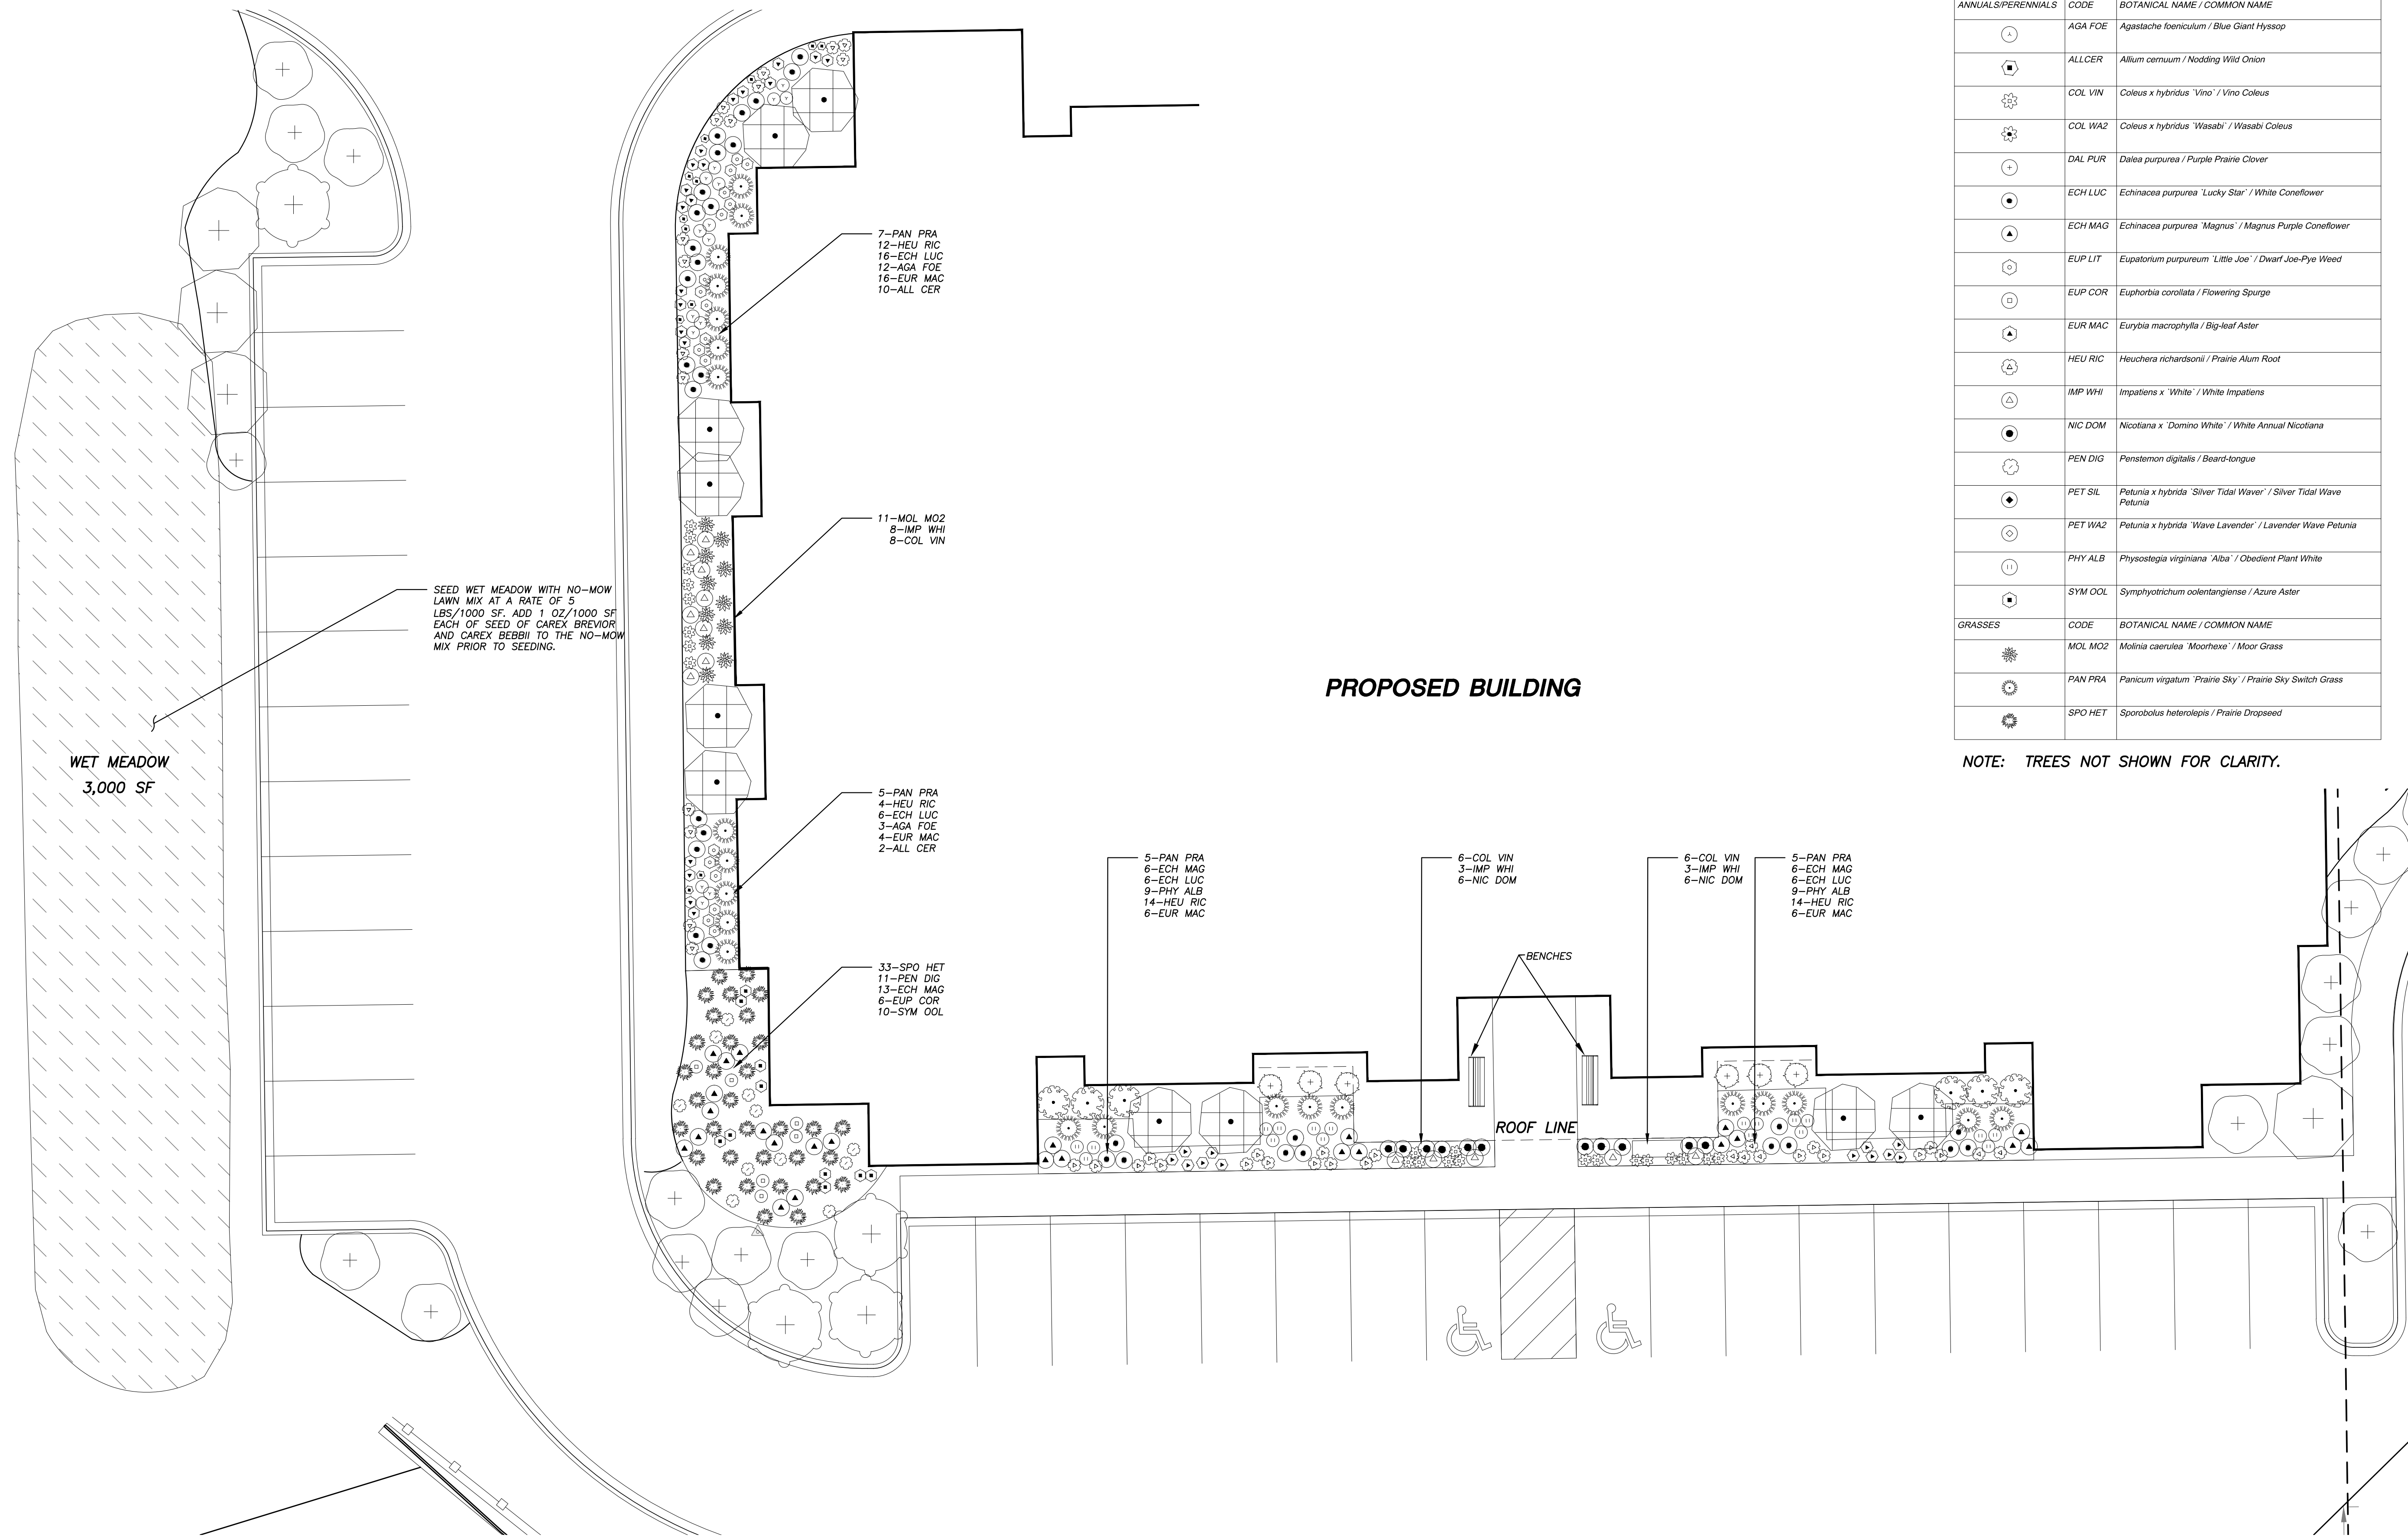 ANNUALS/PERENNIALS CODE BOTANICAL NAME / COMMON NAME
AGA FOE Agastache foeniculum / Blue Giant Hyssop
ALLCER Allium cernuum / Nodding Wild Onion
COL VIN Coleus x hybridus `Vino` / Vino Coleus
COL WA2 Coleus x hybridus `Wasabi` / Wasabi Coleus
DAL PUR Dalea purpurea / Purple Prairie Clover
ECH LUC Echinacea purpurea `Lucky Star` / White Coneflower
ECH MAG Echinacea purpurea `Magnus` / Magnus Purple Coneflower
EUP LIT Eupatorium purpureum `Little Joe` / Dwarf Joe-Pye Weed
EUP COR Euphorbia corollata / Flowering Spurge
EUR MAC Eurybia macrophylla / Big-leaf Aster
HEU RIC Heuchera richardsonii / Prairie Alum Root
IMP WHI Impatiens x `White` / White Impatiens
NIC DOM Nicotiana x `Domino White` / White Annual Nicotiana
PEN DIG Penstemon digitalis / Beard-tongue
PET SIL Petunia x hybrida `Silver Tidal Waver` / Silver Tidal Wave
Petunia
PET WA2 Petunia x hybrida `Wave Lavender` / Lavender Wave Petunia
PHY ALB Physostegia virginiana `Alba` / Obedient Plant White
SYM OOL Symphyotrichum oolentangiense / Azure Aster
GRASSES CODE BOTANICAL NAME / COMMON NAME
MOL MO2 Molinia caerulea `Moorhexe` / Moor Grass
PAN PRA Panicum virgatum `Prairie Sky` / Prairie Sky Switch Grass
SPO HET Sporobolus heterolepis / Prairie Dropseed
NOTE: TREES NOT SHOWN FOR CLARITY.
7-PAN PRA
12-HEU RIC
16-ECH LUC
12-AGA FOE
16-EUR MAC
10-ALL CER
11-MOL MO2
8-IMP WHI
8-COL VIN
SEED WET MEADOW WITH NO-MOW
LAWN MIX AT A RATE OF 5
LBS/1000 SF. ADD 1 OZ/1000 SF
EACH OF SEED OF CAREX BREVIOR
AND CAREX BEBBII TO THE NO-MOW
MIX PRIOR TO SEEDING.
PROPOSED BUILDING
WET MEADOW
3,000 SF
5-PAN PRA
4-HEU RIC
6-ECH LUC
3-AGA FOE
4-EUR MAC
2-ALL CER
5-PAN PRA
6-ECH MAG
6-ECH LUC
9-PHY ALB
14-HEU RIC
6-EUR MAC
6-COL VIN
3-IMP WHI
6-NIC DOM
6-COL VIN
3-IMP WHI
6-NIC DOM
5-PAN PRA
6-ECH MAG
6-ECH LUC
9-PHY ALB
14-HEU RIC
6-EUR MAC
BENCHES
33-SPO HET
11-PEN DIG
13-ECH MAG
6-EUP COR
10-SYM OOL
ROOF LINE